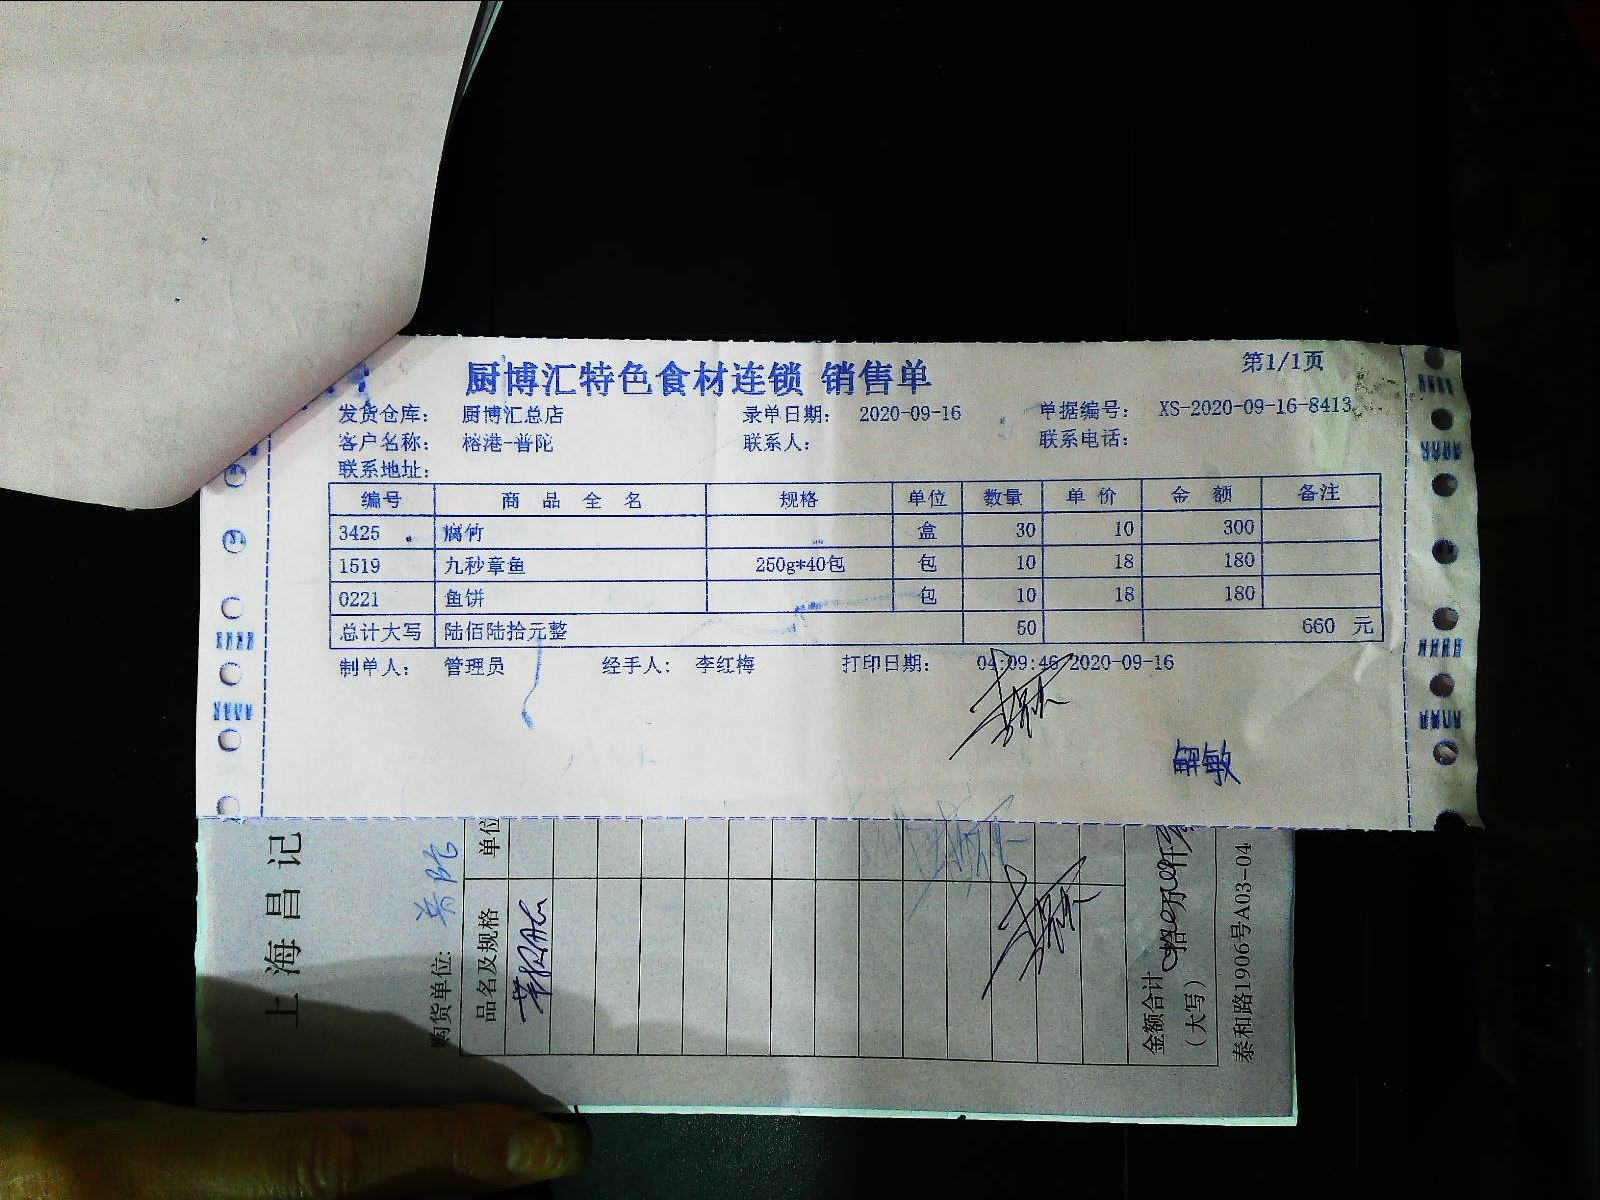 厨博汇特色食材连锁 销售单
第1/1页
发货仓库: 厨博汇总店 录单日期: 2020-09-16 单据编号: XS-2020-09-16-8413
客户名称: 榕港-普陀 联系人: 联系电话:
联系地址:
编号 商品全名 规格 单位 数量 单价 金额 备注
3425 腐竹 盒 30 10 300
1519 九秒章鱼 250g*40包 包 10 18 180
0221 鱼饼 包 10 18 180
总计大写 陆佰陆拾元整 50 660 元
制单人: 管理员 经手人: 李红梅 打印日期: 04:09:46 2020-09-16
上海昌记
购货单位: 普陀
品名及规格 单位
金额合计
(大写) 拾 万 仟
泰和路1906号A03-04